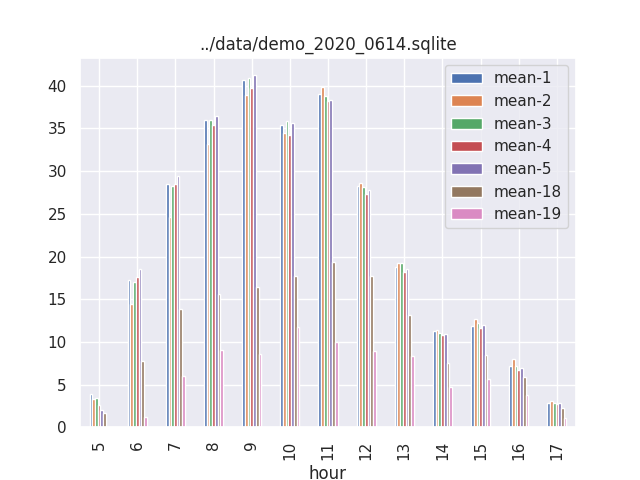 ../data/demo_2020_0614.sqlite
40
35
30
25
20
15
10
5
0
mean-1
mean-2
mean-3
mean-4
mean-5
mean-18
mean-19
5 6 7 8 9 10 11 12 13 14 15 16 17
hour